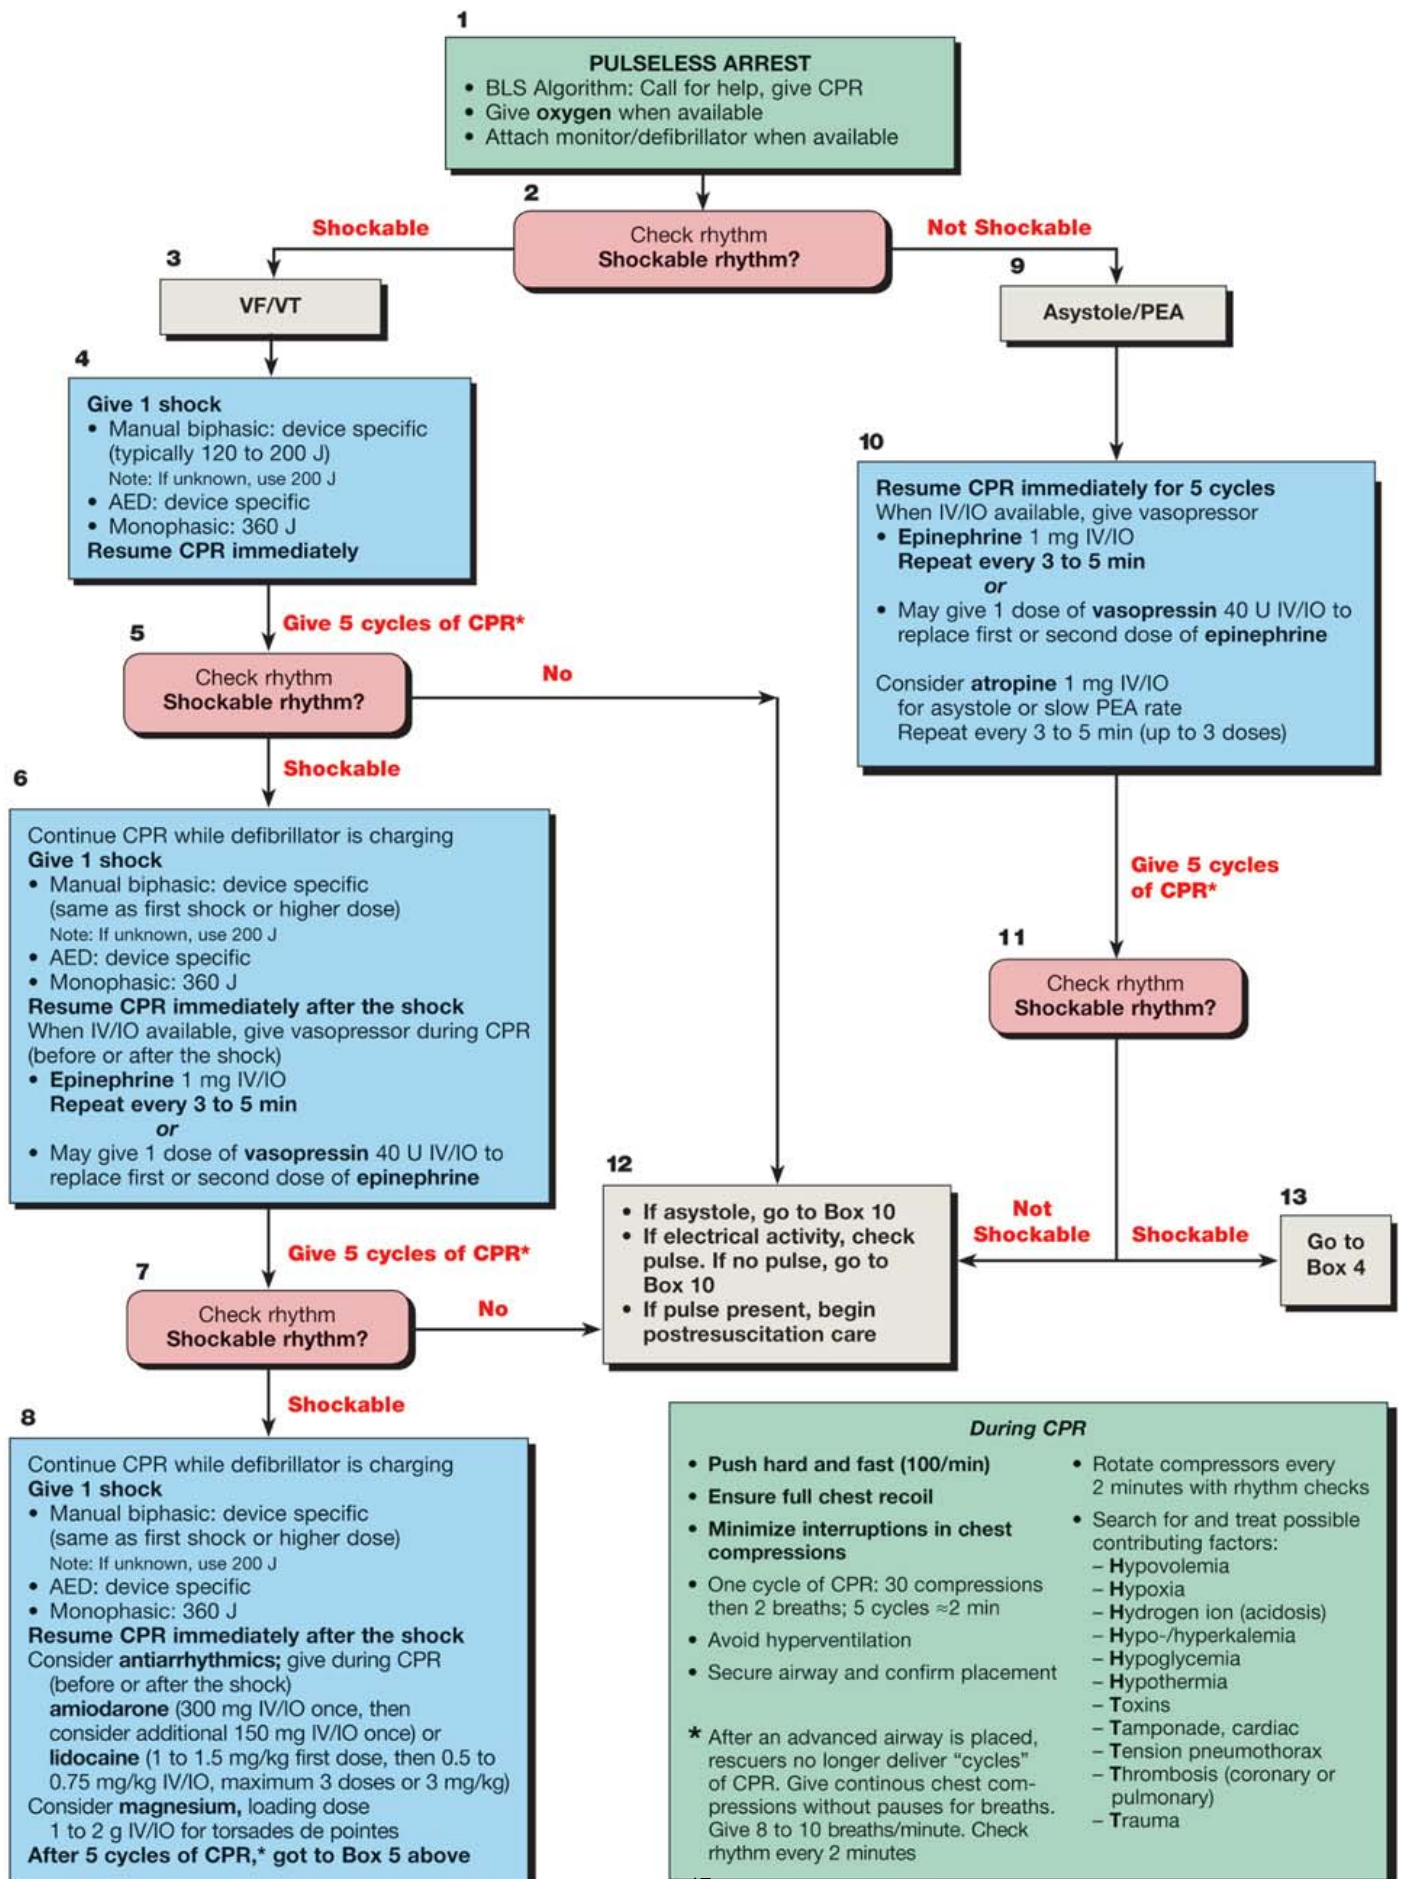 1
PULSELESS ARREST
• BLS Algorithm: Call for help, give CPR
• Give oxygen when available
• Attach monitor/defibrillator when available
2
Check rhythm
Shockable rhythm?
Shockable
Not Shockable
3
VF/VT
4
Give 1 shock
• Manual biphasic: device specific
(typically 120 to 200 J)
Note: If unknown, use 200 J
• AED: device specific
• Monophasic: 360 J
Resume CPR immediately
Give 5 cycles of CPR*
5
Check rhythm
Shockable rhythm?
No
Shockable
6
Continue CPR while defibrillator is charging
Give 1 shock
• Manual biphasic: device specific
(same as first shock or higher dose)
Note: If unknown, use 200 J
• AED: device specific
• Monophasic: 360 J
Resume CPR immediately after the shock
When IV/IO available, give vasopressor during CPR
(before or after the shock)
• Epinephrine 1 mg IV/IO
Repeat every 3 to 5 min
or
• May give 1 dose of vasopressin 40 U IV/IO to
replace first or second dose of epinephrine
Give 5 cycles of CPR*
7
Check rhythm
Shockable rhythm?
No
Shockable
8
Continue CPR while defibrillator is charging
Give 1 shock
• Manual biphasic: device specific
(same as first shock or higher dose)
Note: If unknown, use 200 J
• AED: device specific
• Monophasic: 360 J
Resume CPR immediately after the shock
Consider antiarrhythmics; give during CPR
(before or after the shock)
amiodarone (300 mg IV/IO once, then
consider additional 150 mg IV/IO once) or
lidocaine (1 to 1.5 mg/kg first dose, then 0.5 to
0.75 mg/kg IV/IO, maximum 3 doses or 3 mg/kg)
Consider magnesium, loading dose
1 to 2 g IV/IO for torsades de pointes
After 5 cycles of CPR,* got to Box 5 above
9
Asystole/PEA
10
Resume CPR immediately for 5 cycles
When IV/IO available, give vasopressor
• Epinephrine 1 mg IV/IO
Repeat every 3 to 5 min
or
• May give 1 dose of vasopressin 40 U IV/IO to
replace first or second dose of epinephrine
Consider atropine 1 mg IV/IO
for asystole or slow PEA rate
Repeat every 3 to 5 min (up to 3 doses)
Give 5 cycles
of CPR*
11
Check rhythm
Shockable rhythm?
Not
Shockable
Shockable
12
• If asystole, go to Box 10
• If electrical activity, check
pulse. If no pulse, go to
Box 10
• If pulse present, begin
postresuscitation care
13
Go to
Box 4
During CPR
• Push hard and fast (100/min)
• Ensure full chest recoil
• Minimize interruptions in chest
compressions
• One cycle of CPR: 30 compressions
then 2 breaths; 5 cycles ≈2 min
• Avoid hyperventilation
• Secure airway and confirm placement
* After an advanced airway is placed,
rescuers no longer deliver “cycles”
of CPR. Give continous chest com-
pressions without pauses for breaths.
Give 8 to 10 breaths/minute. Check
rhythm every 2 minutes
• Rotate compressors every
2 minutes with rhythm checks
• Search for and treat possible
contributing factors:
– Hypovolemia
– Hypoxia
– Hydrogen ion (acidosis)
– Hypo-/hyperkalemia
– Hypoglycemia
– Hypothermia
– Toxins
– Tamponade, cardiac
– Tension pneumothorax
– Thrombosis (coronary or
pulmonary)
– Trauma